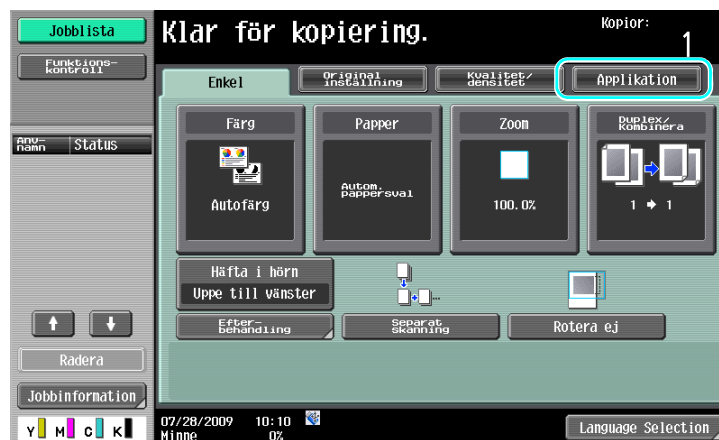 Jobblista
Klar för kopiering.
Kopior:
1
Funktions-
kontroll
Enkel
Original
inställning
Kvalitet/
densitet
Applikation
Anv-
namn
Status
Färg
Papper
Zoom
Duplex/
Kombinera
Autofärg
Autom.
pappersval
100.0%
1 → 1
Häfta i hörn
Uppe till vänster
Efter-
behandling
Separat
skanning
Rotera ej
Radera
Jobbinformation
Y M C K
07/28/2009 10:10
Minne 0%
Language Selection